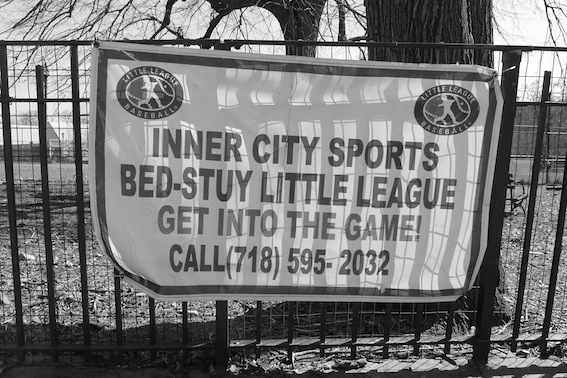 LITTLE LEAGUE
BASEBALL
LITTLE LEAGUE
BASEBALL
INNER CITY SPORTS
BED-STUY LITTLE LEAGUE
GET INTO THE GAME!
CALL(718) 595- 2032